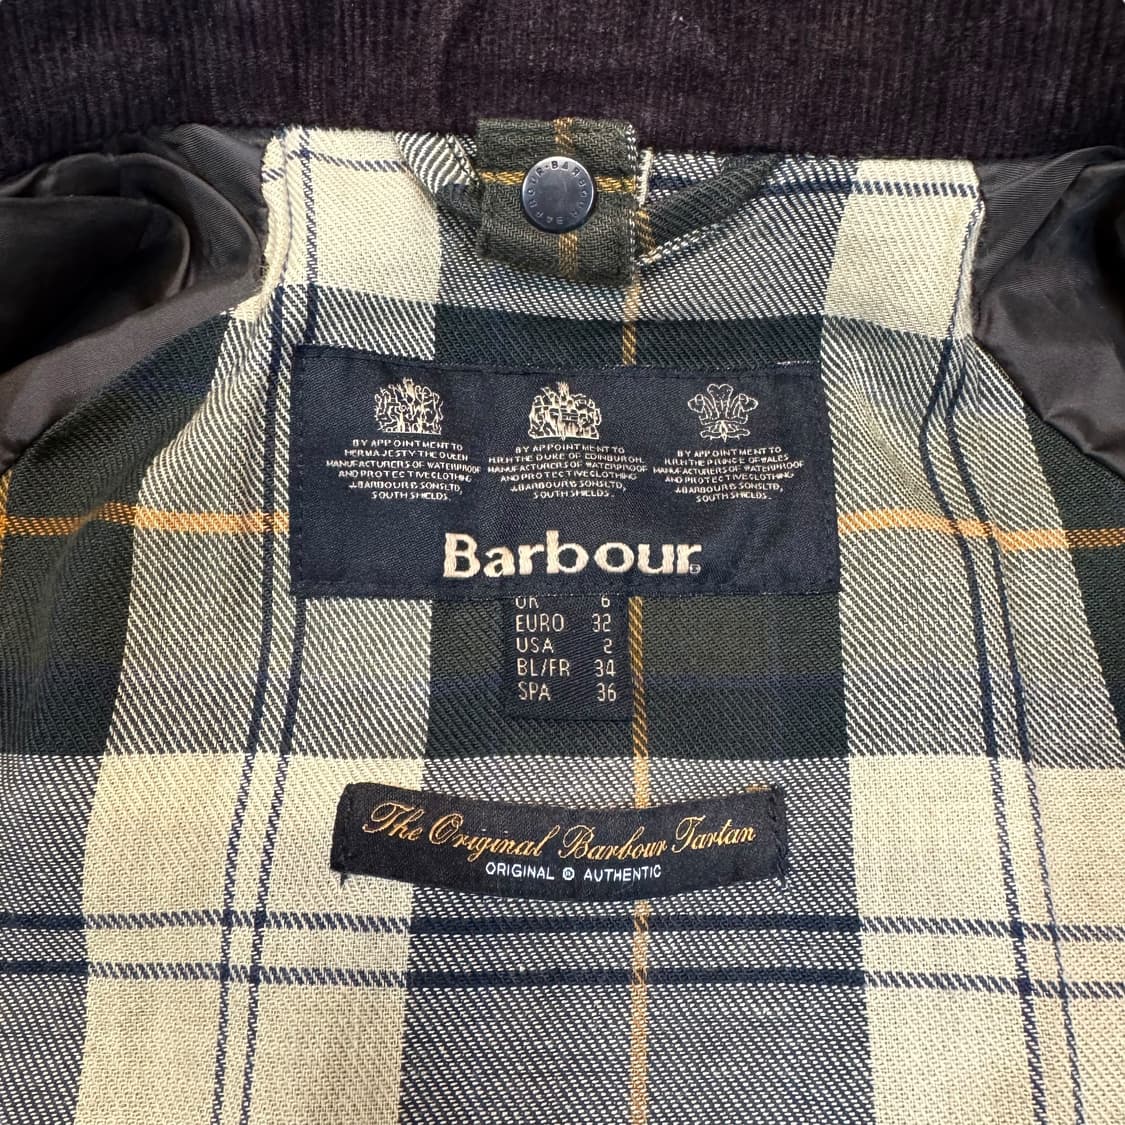 BARBOUR-BARBOUR
BY APPOINTMENT TO
HER MAJESTY THE QUEEN
MANUFACTURERS OF WATERPROOF
AND PROTECTIVE CLOTHING
J.BARBOUR & SONS LTD,
SOUTH SHIELDS.
BY APPOINTMENT TO
H.R.H THE DUKE OF EDINBURGH.
MANUFACTURERS OF WATERPROOF
AND PROTECTIVE CLOTHING
J.BARBOUR & SONS LTD,
SOUTH SHIELDS.
BY APPOINTMENT TO
H.R.H THE PRINCE OF WALES
MANUFACTURERS OF WATERPROOF
AND PROTECTIVE CLOTHING
J.BARBOUR & SONS LTD,
SOUTH SHIELDS.
Barbour®
UK 6
EURO 32
USA 2
BL/FR 34
SPA 36
The Original Barbour Tartan
ORIGINAL ® AUTHENTIC